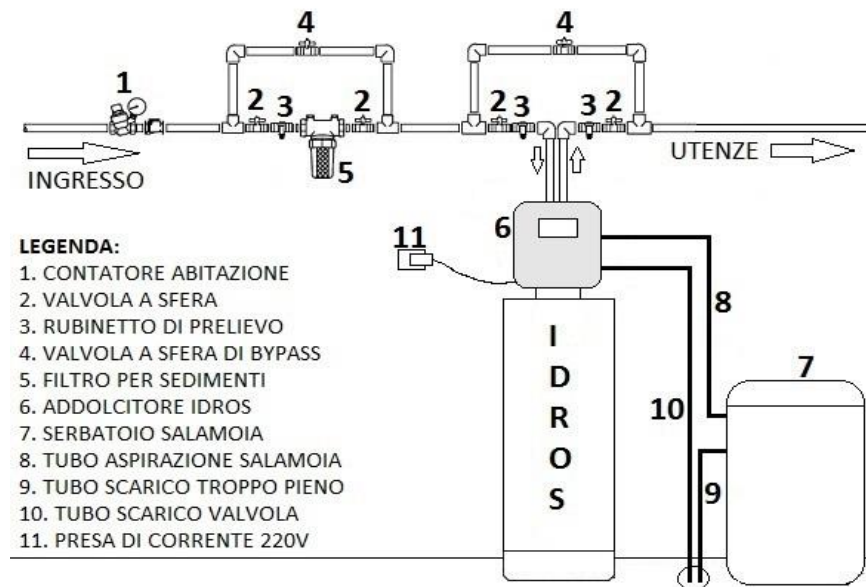 4
4
1
2
3
2
2
3
3
2
INGRESSO
5
UTENZE
6
11
LEGENDA:
1. CONTATORE ABITAZIONE
2. VALVOLA A SFERA
3. RUBINETTO DI PRELIEVO
4. VALVOLA A SFERA DI BYPASS
5. FILTRO PER SEDIMENTI
6. ADDOLCITORE IDROS
7. SERBATOIO SALAMOIA
8. TUBO ASPIRAZIONE SALAMOIA
9. TUBO SCARICO TROPPO PIENO
10. TUBO SCARICO VALVOLA
11. PRESA DI CORRENTE 220V
IDROS
8
7
10
9